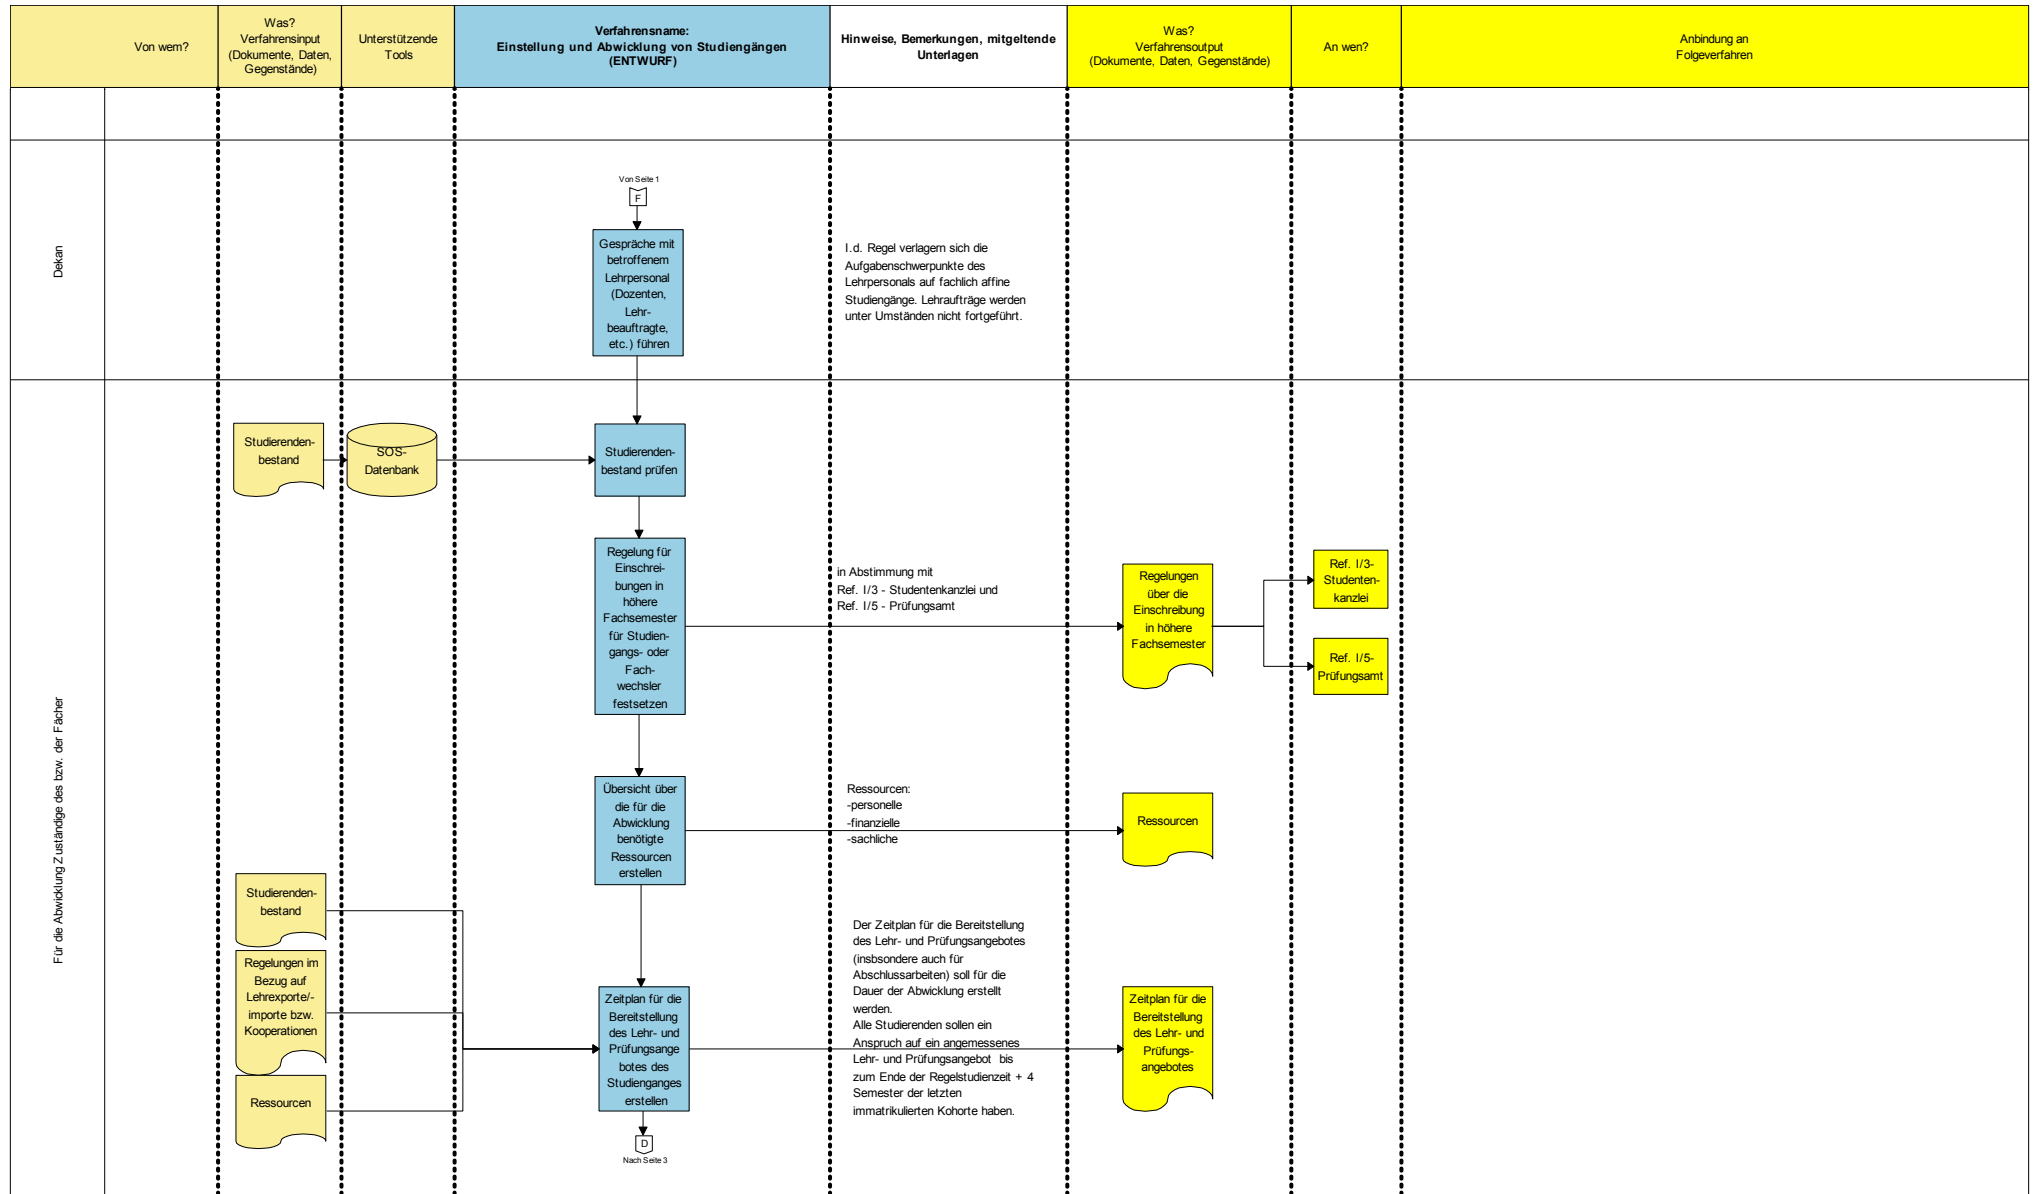 Von wem?
Was?
Verfahrensinput
(Dokumente, Daten,
Gegenstände)
Unterstützende
Tools
Verfahrensname:
Einstellung und Abwicklung von Studiengängen
(ENTWURF)
Hinweise, Bemerkungen, mitgeltende
Unterlagen
Was?
Verfahrensoutput
(Dokumente, Daten, Gegenstände)
An wen?
Anbindung an
Folgeverfahren
Dekan
Von Seite 1
F
Gespräche mit
betroffenem
Lehrpersonal
(Dozenten,
Lehr-
beauftragte,
etc.) führen
I.d. Regel verlagern sich die
Aufgabenschwerpunkte des
Lehrpersonals auf fachlich affine
Studiengänge. Lehraufträge werden
unter Umständen nicht fortgeführt.
Für die Abwicklung Zuständige des bzw. der Fächer
Studierenden-
bestand
SOS-
Datenbank
Studierenden-
bestand prüfen
Regelung für
Einschrei-
bungen in
höhere
Fachsemester
für Studien-
gangs- oder
Fach-
wechsler
festsetzen
in Abstimmung mit
Ref. I/3 - Studentenkanzlei und
Ref. I/5 - Prüfungsamt
Regelungen
über die
Einschreibung
in höhere
Fachsemester
Ref. I/3-
Studenten-
kanzlei
Ref. I/5-
Prüfungsamt
Übersicht über
die für die
Abwicklung
benötigte
Ressourcen
erstellen
Ressourcen:
-personelle
-finanzielle
-sachliche
Ressourcen
Studierenden-
bestand
Regelungen im
Bezug auf
Lehrexporte/-
importe bzw.
Kooperationen
Ressourcen
Zeitplan für die
Bereitstellung
des Lehr- und
Prüfungsange
botes des
Studienganges
erstellen
Der Zeitplan für die Bereitstellung
des Lehr- und Prüfungsangebotes
(insbsondere auch für
Abschlussarbeiten) soll für die
Dauer der Abwicklung erstellt
werden.
Alle Studierenden sollen ein
Anspruch auf ein angemessenes
Lehr- und Prüfungsangebot  bis
zum Ende der Regelstudienzeit + 4
Semester der letzten
immatrikulierten Kohorte haben.
Zeitplan für die
Bereitstellung
des Lehr- und
Prüfungs-
angebotes
D
Nach Seite 3